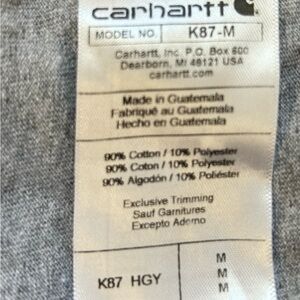 carhartt
MODEL NO K87-M
Carhartt, Inc. P.O. Box 600
Dearborn, MI 48121 USA
carhartt.com
Made in Guatemala
Fabriqué au Guatemala
Hecho en Guatemala
90% Cotton / 10% Polyester
90% Coton / 10% Polyester
90% Algodón / 10% Poliéster
Exclusive Trimming
Sauf Garnitures
Excepto Adorno
K87 HGY
M
M
M